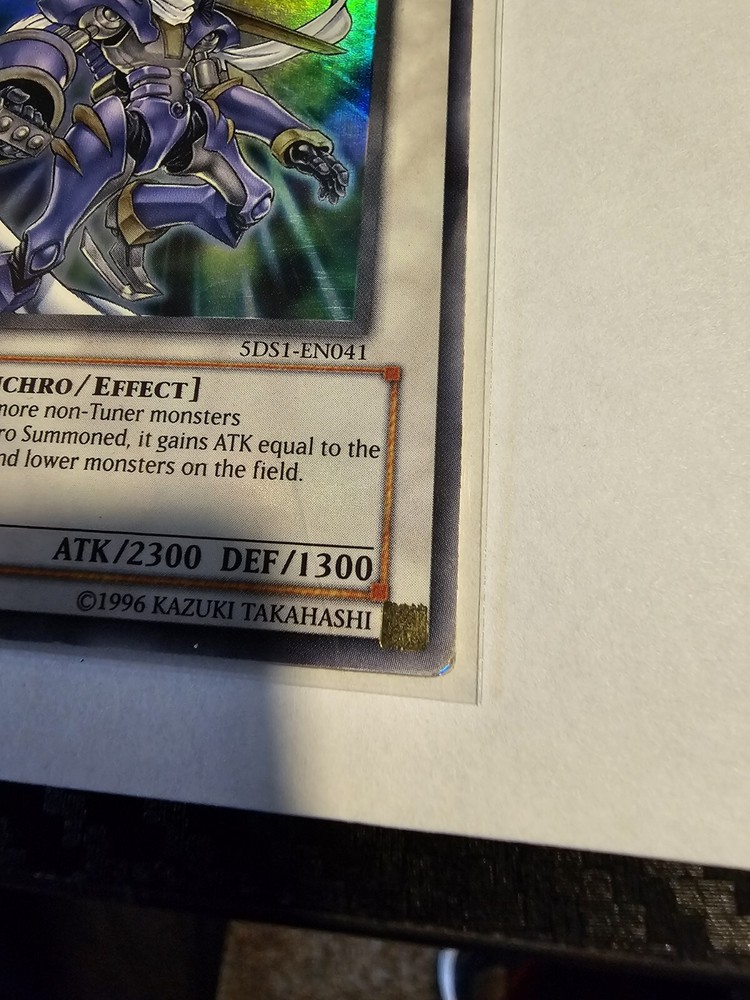 5DS1-EN041
NCHRO/EFFECT]
more non-Tuner monsters
ro Summoned, it gains ATK equal to the
nd lower monsters on the field.
ATK/2300 DEF/1300
©1996 KAZUKI TAKAHASHI